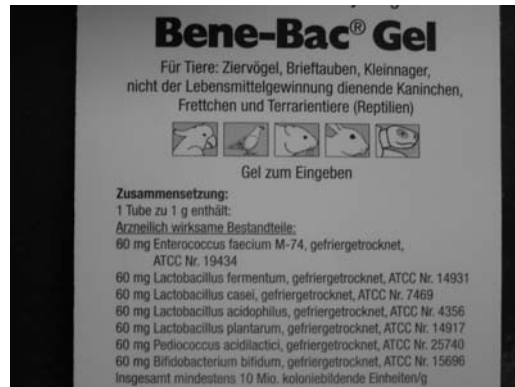 Bene-Bac® Gel
Für Tiere: Ziervögel, Brieftauben, Kleinnager,
nicht der Lebensmittelgewinnung dienende Kaninchen,
Frettchen und Terrarientiere (Reptilien)
Gel zum Eingeben
Zusammensetzung:
1 Tube zu 1 g enthält:
Arzneilich wirksame Bestandteile:
60 mg Enterococcus faecium M-74, gefriergetrocknet,
ATCC Nr. 19434
60 mg Lactobacillus fermentum, gefriergetrocknet, ATCC Nr. 14931
60 mg Lactobacillus casei, gefriergetrocknet, ATCC Nr. 7469
60 mg Lactobacillus acidophilus, gefriergetrocknet, ATCC Nr. 4356
60 mg Lactobacillus plantarum, gefriergetrocknet, ATCC Nr. 14917
60 mg Pediococcus acidilactici, gefriergetrocknet, ATCC Nr. 25740
60 mg Bifidobacterium bifidum, gefriergetrocknet, ATCC Nr. 15696
Insgesamt mindestens 10 Mio. koloniebildende Einheiten/g